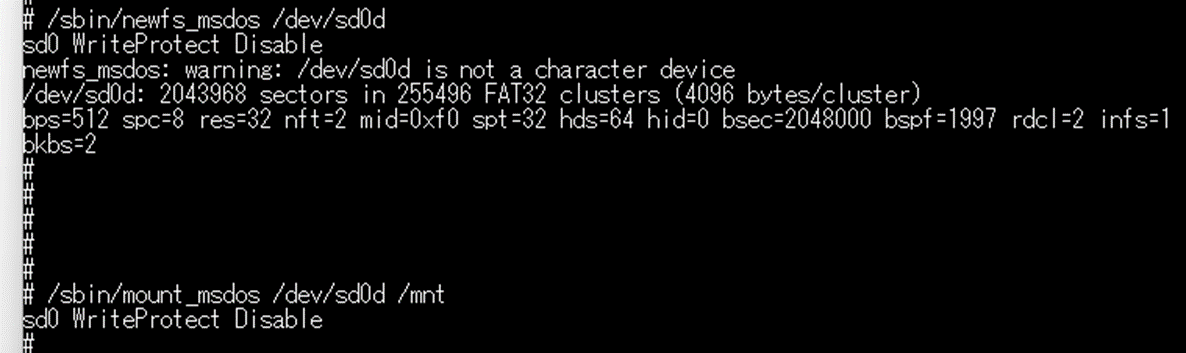 # /sbin/newfs_msdos /dev/sd0d
sd0 WriteProtect Disable
newfs_msdos: warning: /dev/sd0d is not a character device
/dev/sd0d: 2043968 sectors in 255496 FAT32 clusters (4096 bytes/cluster)
bps=512 spc=8 res=32 nft=2 mid=0xf0 spt=32 hds=64 hid=0 bsec=2048000 bspf=1997 rdcl=2 infs=1
bkbs=2
#
#
#
#
#
# /sbin/mount_msdos /dev/sd0d /mnt
sd0 WriteProtect Disable
#